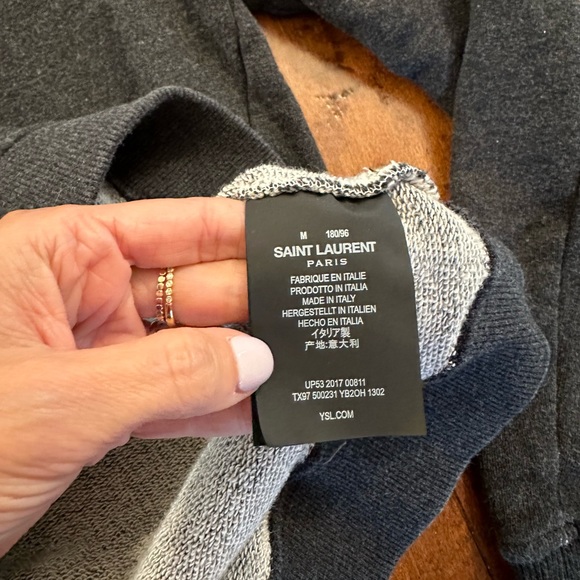 M 180/96
SAINT LAURENT
PARIS
FABRIQUE EN ITALIE
PRODOTTO IN ITALIA
MADE IN ITALY
HERGESTELLT IN ITALIEN
HECHO EN ITALIA
イタリア製
产地:意大利
UP53 2017 00811
TX97 500231 YB2OH 1302
YSL.COM